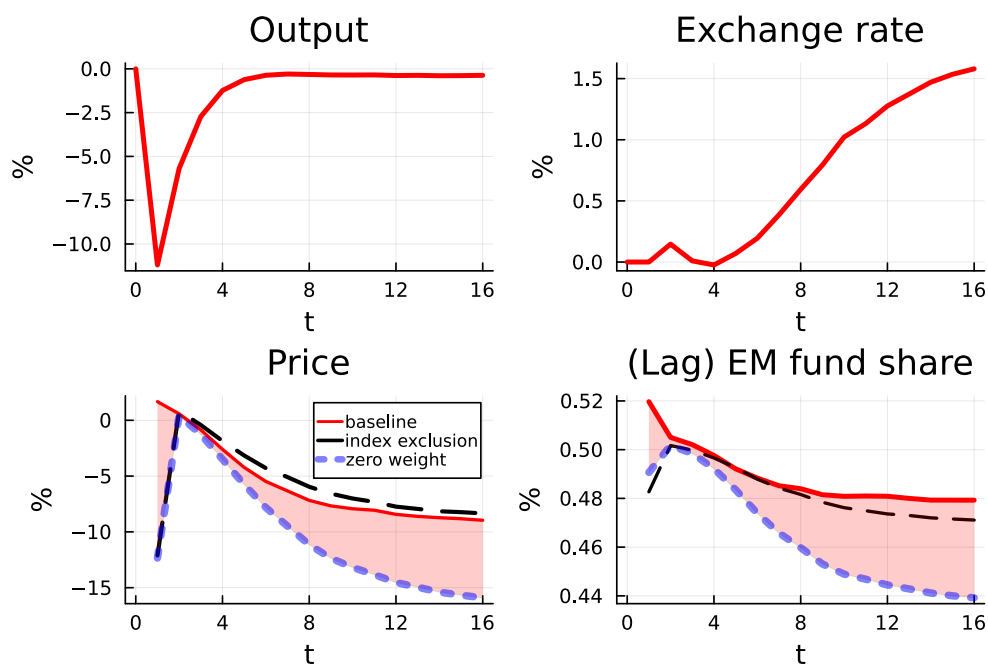 Output
%
0.0
−2.5
−5.0
−7.5
−10.0
0 4 8 12 16
t
Exchange rate
%
1.5
1.0
0.5
0.0
0 4 8 12 16
t
Price
%
0
−5
−10
−15
baseline
index exclusion
zero weight
0 4 8 12 16
t
(Lag) EM fund share
%
0.52
0.50
0.48
0.46
0.44
0 4 8 12 16
t